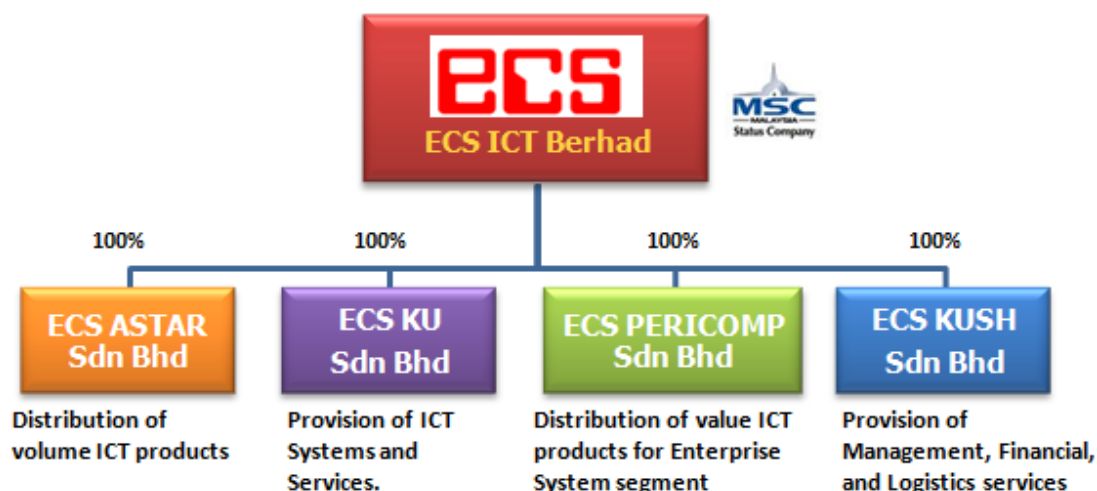 ecs
ECS ICT Berhad
MSC
MALAYSIA
Status Company
100%
100%
100%
100%
ECS ASTAR
Sdn Bhd
ECS KU
Sdn Bhd
ECS PERICOMP
Sdn Bhd
ECS KUSH
Sdn Bhd
Distribution of
volume ICT products
Provision of ICT
Systems and
Services.
Distribution of value ICT
products for Enterprise
System segment
Provision of
Management, Financial,
and Logistics services